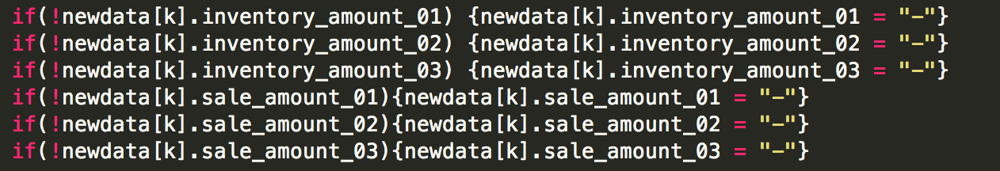 if(!newdata[k].inventory_amount_01) {newdata[k].inventory_amount_01 = "-"}
if(!newdata[k].inventory_amount_02) {newdata[k].inventory_amount_02 = "-"}
if(!newdata[k].inventory_amount_03) {newdata[k].inventory_amount_03 = "-"}
if(!newdata[k].sale_amount_01){newdata[k].sale_amount_01 = "-"}
if(!newdata[k].sale_amount_02){newdata[k].sale_amount_02 = "-"}
if(!newdata[k].sale_amount_03){newdata[k].sale_amount_03 = "-"}